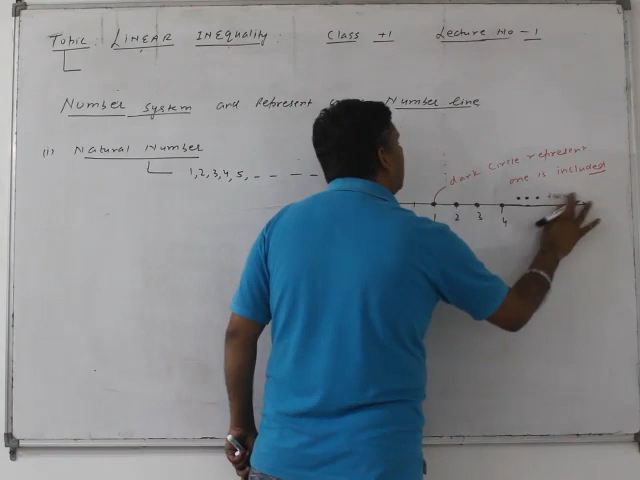 Topic: LINEAR INEQUALITY: Class +1 Lecture No - 1
Number system and Represent Number line
(i) Natural Number
1, 2, 3, 4, 5, - - - -
dark circle represent
one is included
1 2 3 4